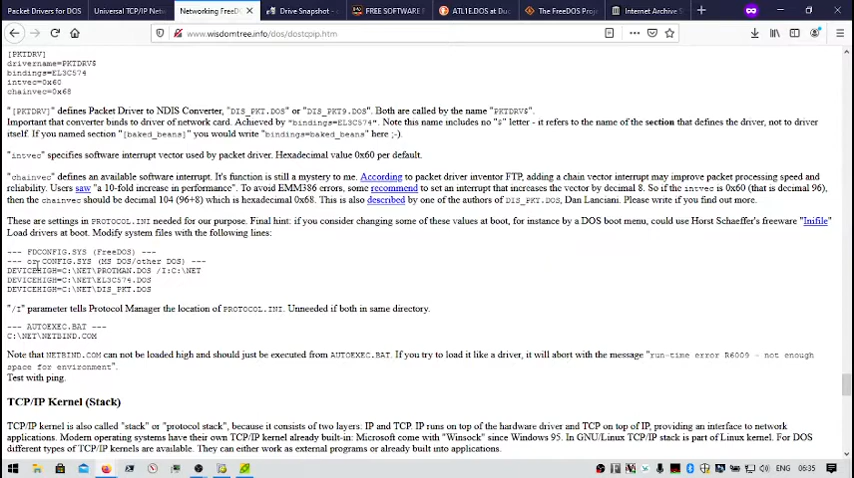 Packet Drivers for DOS
Universal TCP/IP Net
Networking FreeD
Drive Snapshot -
FREE SOFTWARE
ATL1E.DOS at Du
The FreeDOS Proj
Internet Archive S
www.wisdomtree.info/dos/dostcpip.htm
[PKTDRV]
drivername=PKTDRV$
bindings=EL3C574
intvec=0x60
chainvec=0x68
"[PKTDRV]" defines Packet Driver to NDIS Converter, "DIS_PKT.DOS" or "DIS_PKT9.DOS". Both are called by the name "PKTDRV$".
Important that converter binds to driver of network card. Achieved by "bindings=EL3C574". Note this name includes no "$" letter - it refers to the name of the section that defines the driver, not to driver
itself. If you named section "[baked_beans]" you would write "bindings=baked_beans" here ;-).
"intvec" specifies software interrupt vector used by packet driver. Hexadecimal value 0x60 per default.
"chainvec" defines an available software interrupt. It's function is still a mystery to me. According to packet driver inventor FTP, adding a chain vector interrupt may improve packet processing speed and
reliability. Users saw "a 10-fold increase in performance". To avoid EMM386 errors, some recommend to set an interrupt that increases the vector by decimal 8. So if the intvec is 0x60 (that is decimal 96),
then the chainvec should be decimal 104 (96+8) which is hexadecimal 0x68. This is also described by one of the authors of DIS_PKT.DOS, Dan Lanciani. Please write if you find out more.
These are settings in PROTOCOL.INI needed for our purpose. Final hint: if you consider changing some of these values at boot, for instance by a DOS boot menu, could use Horst Schaeffer's freeware "Inifile"
Load drivers at boot. Modify system files with the following lines:
--- FDCONFIG.SYS (FreeDOS) ---
--- or CONFIG.SYS (MS DOS/other DOS) ---
DEVICEHIGH=C:\NET\PROTMAN.DOS /I:C:\NET
DEVICEHIGH=C:\NET\EL3C574.DOS
DEVICEHIGH=C:\NET\DIS_PKT.DOS
"/I" parameter tells Protocol Manager the location of PROTOCOL.INI. Unneeded if both in same directory.
--- AUTOEXEC.BAT ---
C:\NET\NETBIND.COM
Note that NETBIND.COM can not be loaded high and should just be executed from AUTOEXEC.BAT. If you try to load it like a driver, it will abort with the message "run-time error R6009 - not enough
space for environment".
Test with ping.
TCP/IP Kernel (Stack)
TCP/IP kernel is also called "stack" or "protocol stack", because it consists of two layers: IP and TCP. IP runs on top of the hardware driver and TCP on top of IP, providing an interface to network
applications. Modern operating systems have their own TCP/IP kernel already built-in: Microsoft come with "Winsock" since Windows 95. In GNU/Linux TCP/IP stack is part of Linux kernel. For DOS
different types of TCP/IP kernels are available. They can either work as external programs or already built into applications.
ENG
06:35